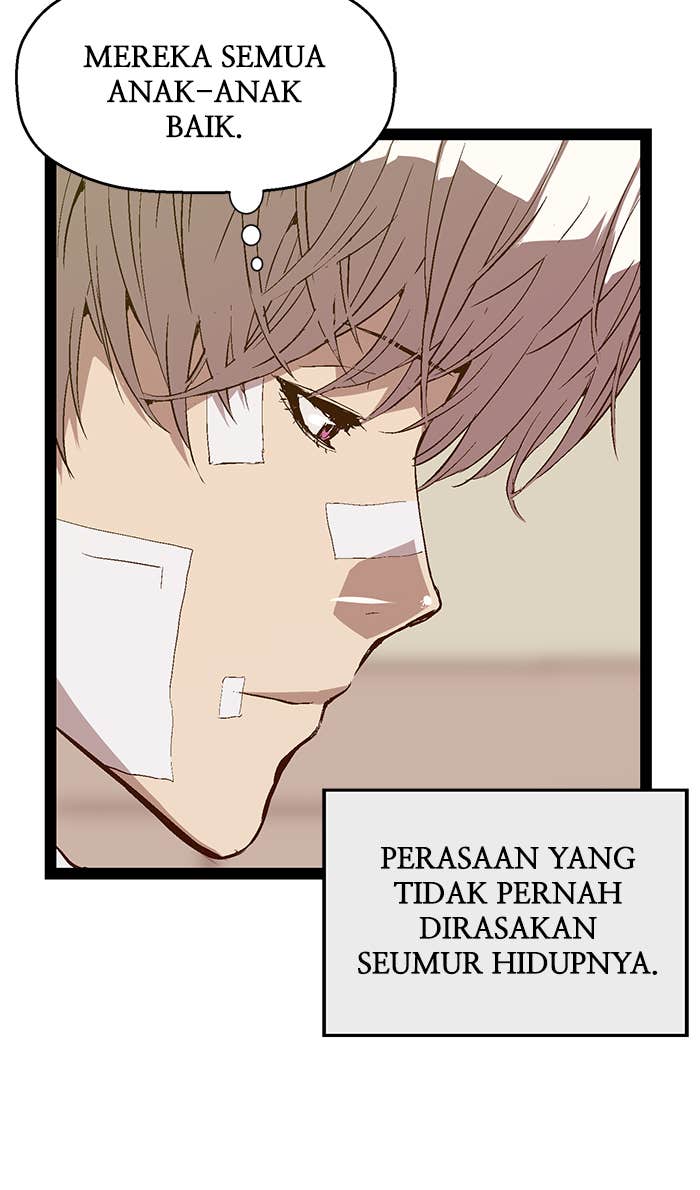 MEREKA SEMUA
ANAK-ANAK
BAIK.
PERASAAN YANG
TIDAK PERNAH
DIRASAKAN
SEUMUR HIDUPNYA.